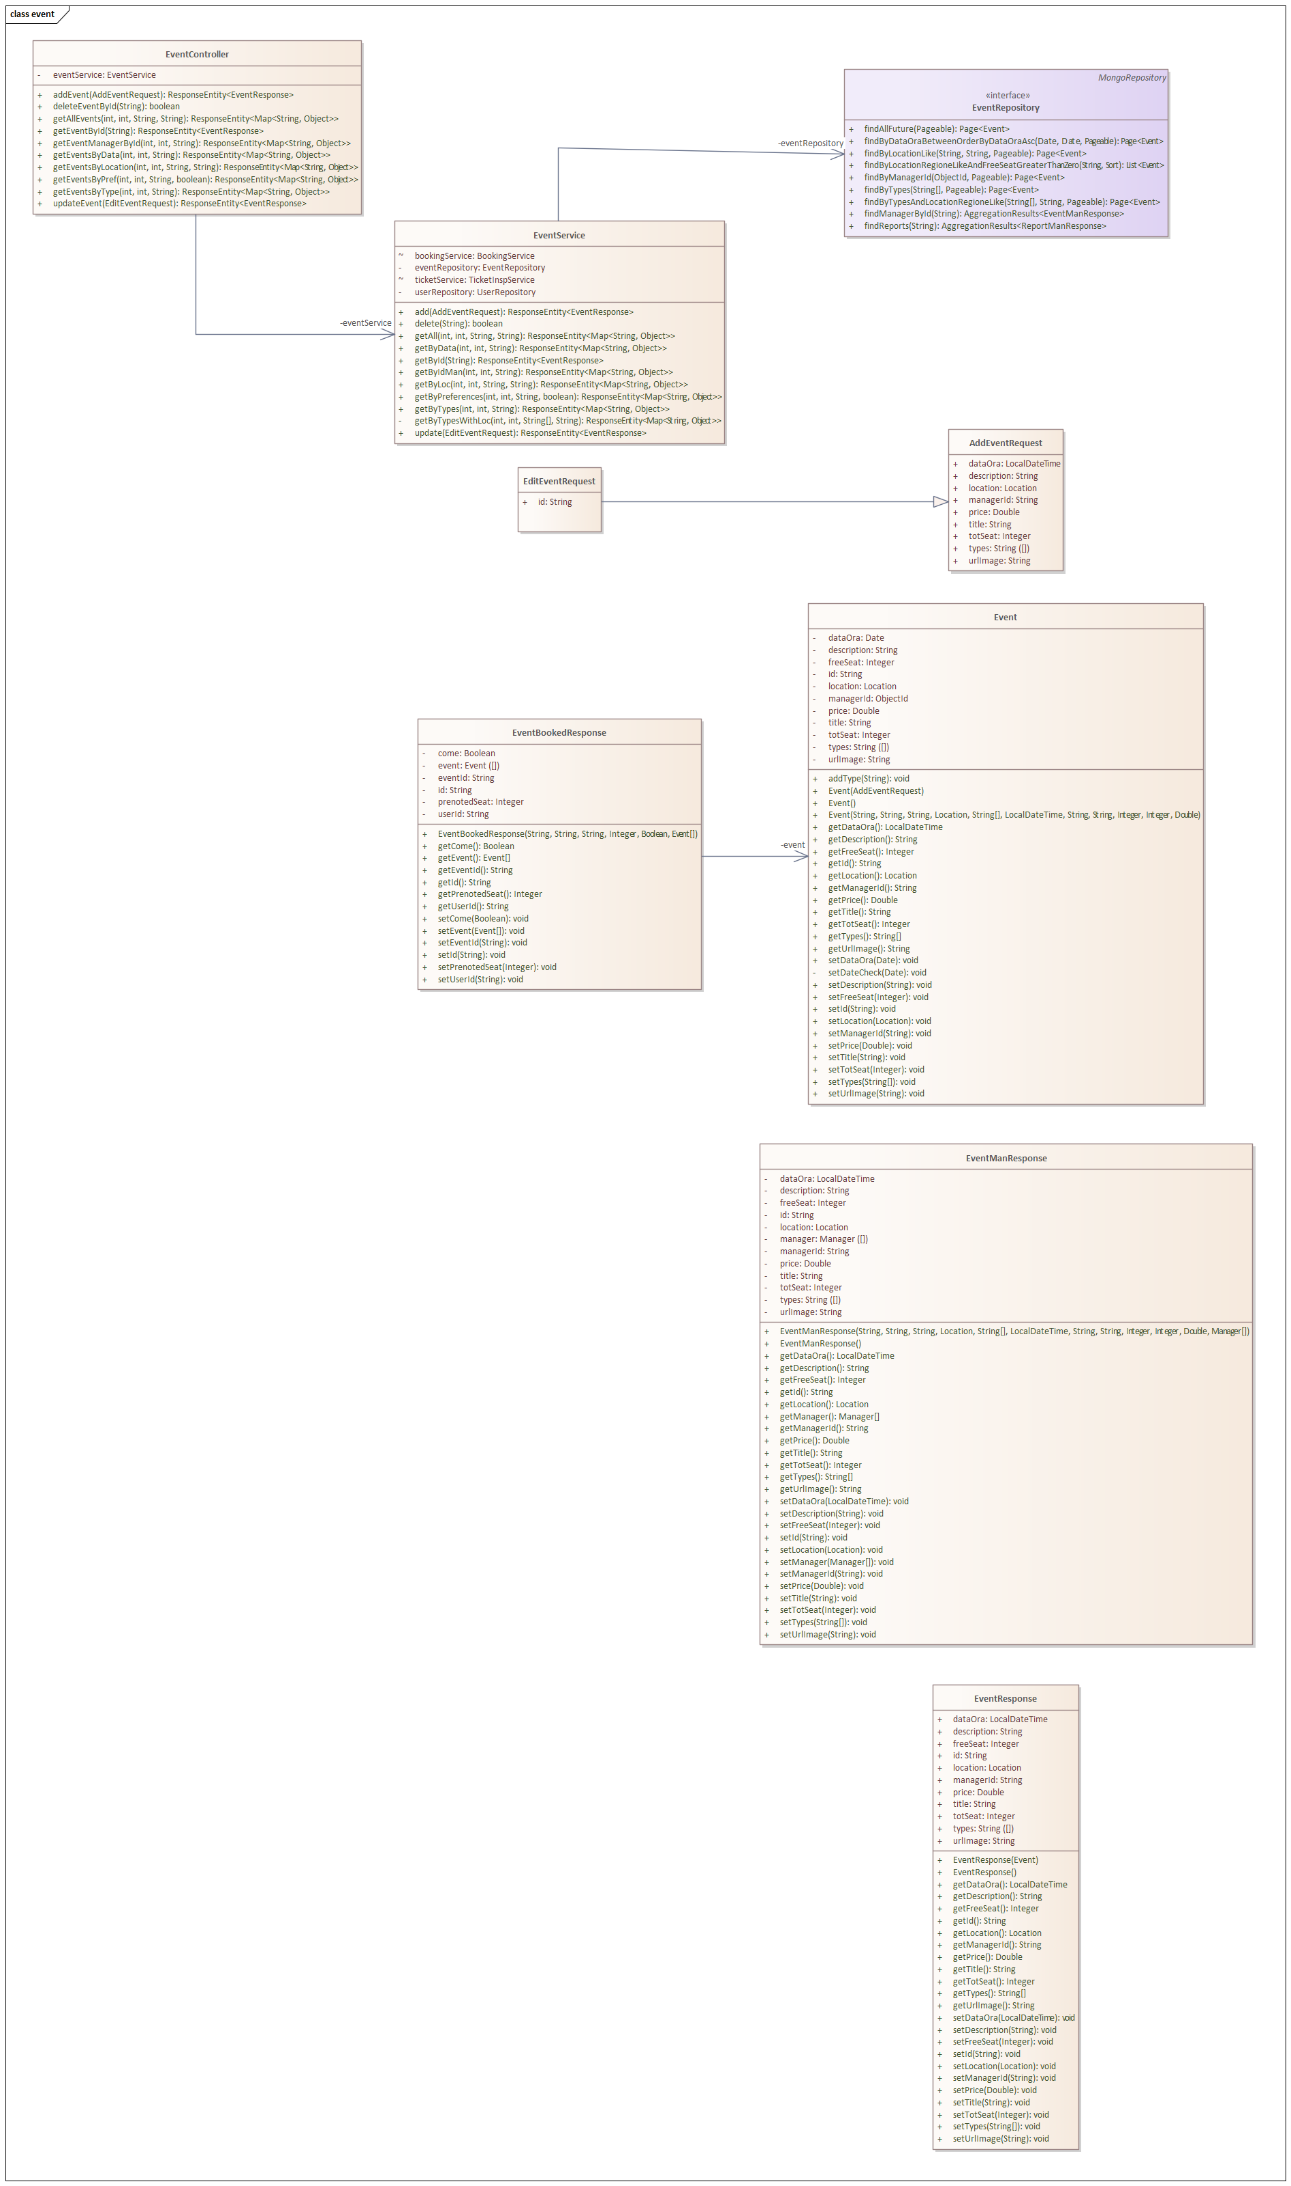 class event
EventController
- eventService: EventService
+ addEvent(AddEventRequest): ResponseEntity<EventResponse>
+ deleteEventById(String): boolean
+ getAllEvents(int, int, String, String): ResponseEntity<Map<String, Object>>
+ getEventById(String): ResponseEntity<EventResponse>
+ getEventManagerById(int, int, String): ResponseEntity<Map<String, Object>>
+ getEventsByData(int, int, String): ResponseEntity<Map<String, Object>>
+ getEventsByLocation(int, int, String, String): ResponseEntity<Map<String, Object>>
+ getEventsByPref(int, int, String, boolean): ResponseEntity<Map<String, Object>>
+ getEventsByType(int, int, String): ResponseEntity<Map<String, Object>>
+ updateEvent(EditEventRequest): ResponseEntity<EventResponse>
MongoRepository
«interface»
EventRepository
+ findAllFuture(Pageable): Page<Event>
+ findByDataOraBetweenOrderByDataOraAsc(Date, Date, Pageable): Page<Event>
+ findByLocationLike(String, String, Pageable): Page<Event>
+ findByLocationRegioneLikeAndFreeSeatGreaterThanZero(String, Sort): List<Event>
+ findByManagerId(ObjectId, Pageable): Page<Event>
+ findByTypes(String[], Pageable): Page<Event>
+ findByTypesAndLocationRegioneLike(String[], String, Pageable): Page<Event>
+ findManagerById(String): AggregationResults<EventManResponse>
+ findReports(String): AggregationResults<ReportManResponse>
-eventRepository
EventService
~ bookingService: BookingService
- eventRepository: EventRepository
~ ticketService: TicketInspService
- userRepository: UserRepository
+ add(AddEventRequest): ResponseEntity<EventResponse>
+ delete(String): boolean
+ getAll(int, int, String, String): ResponseEntity<Map<String, Object>>
+ getByData(int, int, String): ResponseEntity<Map<String, Object>>
+ getById(String): ResponseEntity<EventResponse>
+ getByIdMan(int, int, String): ResponseEntity<Map<String, Object>>
+ getByLoc(int, int, String, String): ResponseEntity<Map<String, Object>>
+ getByPreferences(int, int, String, boolean): ResponseEntity<Map<String, Object>>
+ getByTypes(int, int, String): ResponseEntity<Map<String, Object>>
- getByTypesWithLoc(int, int, String[], String): ResponseEntity<Map<String, Object>>
+ update(EditEventRequest): ResponseEntity<EventResponse>
-eventService
EditEventRequest
+ id: String
AddEventRequest
+ dataOra: LocalDateTime
+ description: String
+ location: Location
+ managerId: String
+ price: Double
+ title: String
+ totSeat: Integer
+ types: String ([])
+ urlImage: String
EventBookedResponse
- come: Boolean
- event: Event ([])
- eventId: String
- id: String
- prenotedSeat: Integer
- userId: String
+ EventBookedResponse(String, String, String, Integer, Boolean, Event[])
+ getCome(): Boolean
+ getEvent(): Event[]
+ getEventId(): String
+ getId(): String
+ getPrenotedSeat(): Integer
+ getUserId(): String
+ setCome(Boolean): void
+ setEvent(Event[]): void
+ setEventId(String): void
+ setId(String): void
+ setPrenotedSeat(Integer): void
+ setUserId(String): void
-event
Event
- dataOra: Date
- description: String
- freeSeat: Integer
- id: String
- location: Location
- managerId: ObjectId
- price: Double
- title: String
- totSeat: Integer
- types: String ([])
- urlImage: String
+ addType(String): void
+ Event(AddEventRequest)
+ Event()
+ Event(String, String, String, Location, String[], LocalDateTime, String, String, Integer, Integer, Double)
+ getDataOra(): LocalDateTime
+ getDescription(): String
+ getFreeSeat(): Integer
+ getId(): String
+ getLocation(): Location
+ getManagerId(): String
+ getPrice(): Double
+ getTitle(): String
+ getTotSeat(): Integer
+ getTypes(): String[]
+ getUrlImage(): String
+ setDataOra(Date): void
- setDateCheck(Date): void
+ setDescription(String): void
+ setFreeSeat(Integer): void
+ setId(String): void
+ setLocation(Location): void
+ setManagerId(String): void
+ setPrice(Double): void
+ setTitle(String): void
+ setTotSeat(Integer): void
+ setTypes(String[]): void
+ setUrlImage(String): void
EventManResponse
- dataOra: LocalDateTime
- description: String
- freeSeat: Integer
- id: String
- location: Location
- manager: Manager ([])
- managerId: String
- price: Double
- title: String
- totSeat: Integer
- types: String ([])
- urlImage: String
+ EventManResponse(String, String, String, Location, String[], LocalDateTime, String, String, Integer, Integer, Double, Manager[])
+ EventManResponse()
+ getDataOra(): LocalDateTime
+ getDescription(): String
+ getFreeSeat(): Integer
+ getId(): String
+ getLocation(): Location
+ getManager(): Manager[]
+ getManagerId(): String
+ getPrice(): Double
+ getTitle(): String
+ getTotSeat(): Integer
+ getTypes(): String[]
+ getUrlImage(): String
+ setDataOra(LocalDateTime): void
+ setDescription(String): void
+ setFreeSeat(Integer): void
+ setId(String): void
+ setLocation(Location): void
+ setManager(Manager[]): void
+ setManagerId(String): void
+ setPrice(Double): void
+ setTitle(String): void
+ setTotSeat(Integer): void
+ setTypes(String[]): void
+ setUrlImage(String): void
EventResponse
+ dataOra: LocalDateTime
+ description: String
+ freeSeat: Integer
+ id: String
+ location: Location
+ managerId: String
+ price: Double
+ title: String
+ totSeat: Integer
+ types: String ([])
+ urlImage: String
+ EventResponse(Event)
+ EventResponse()
+ getDataOra(): LocalDateTime
+ getDescription(): String
+ getFreeSeat(): Integer
+ getId(): String
+ getLocation(): Location
+ getManagerId(): String
+ getPrice(): Double
+ getTitle(): String
+ getTotSeat(): Integer
+ getTypes(): String[]
+ getUrlImage(): String
+ setDataOra(LocalDateTime): void
+ setDescription(String): void
+ setFreeSeat(Integer): void
+ setId(String): void
+ setLocation(Location): void
+ setManagerId(String): void
+ setPrice(Double): void
+ setTitle(String): void
+ setTotSeat(Integer): void
+ setTypes(String[]): void
+ setUrlImage(String): void